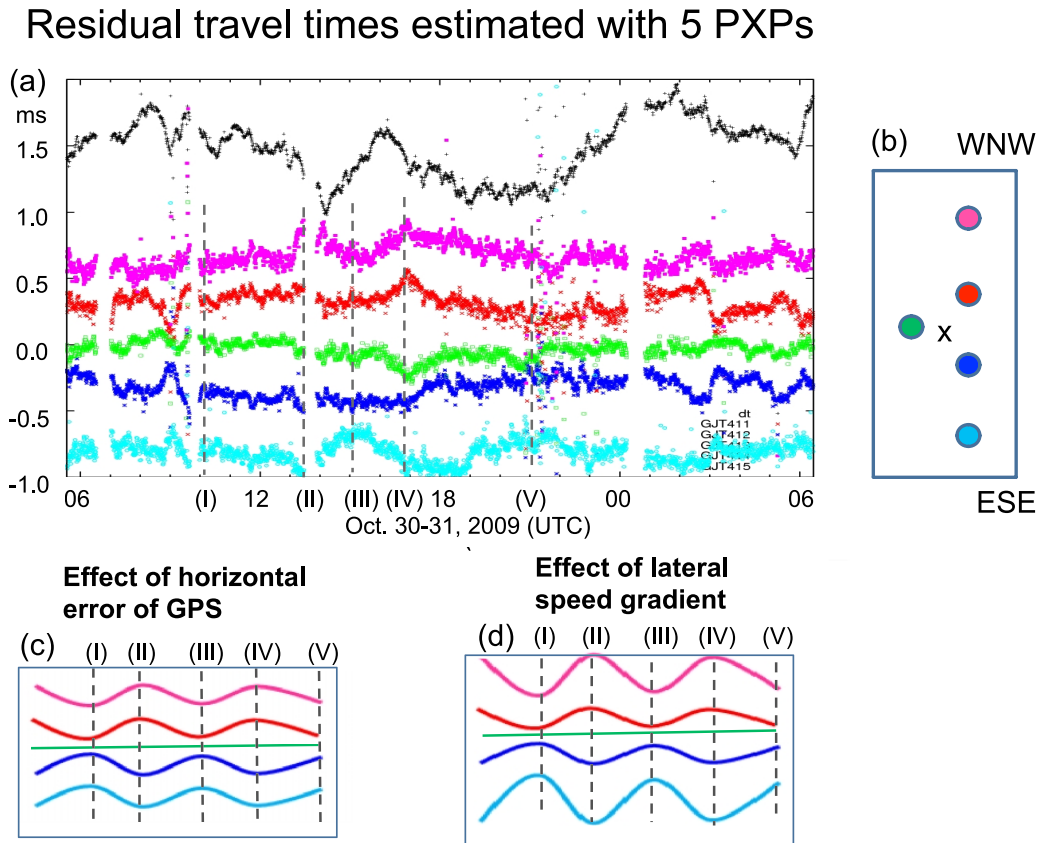 Residual travel times estimated with 5 PXPs
(a)
ms
1.5
1.0
0.5
0.0
-0.5
-1.0
dt
GJT411
GJT412
GJT415
06 (I) 12 (II) (III) (IV) 18 (V) 00 06
Oct. 30-31, 2009 (UTC)
(b)
WNW
x
ESE
Effect of horizontal
error of GPS
(c)
(I) (II) (III) (IV) (V)
Effect of lateral
speed gradient
(d)
(I) (II) (III) (IV) (V)